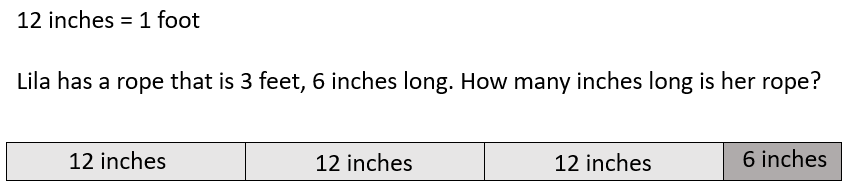 12 inches = 1 foot
Lila has a rope that is 3 feet, 6 inches long. How many inches long is her rope?
12 inches 12 inches 12 inches 6 inches